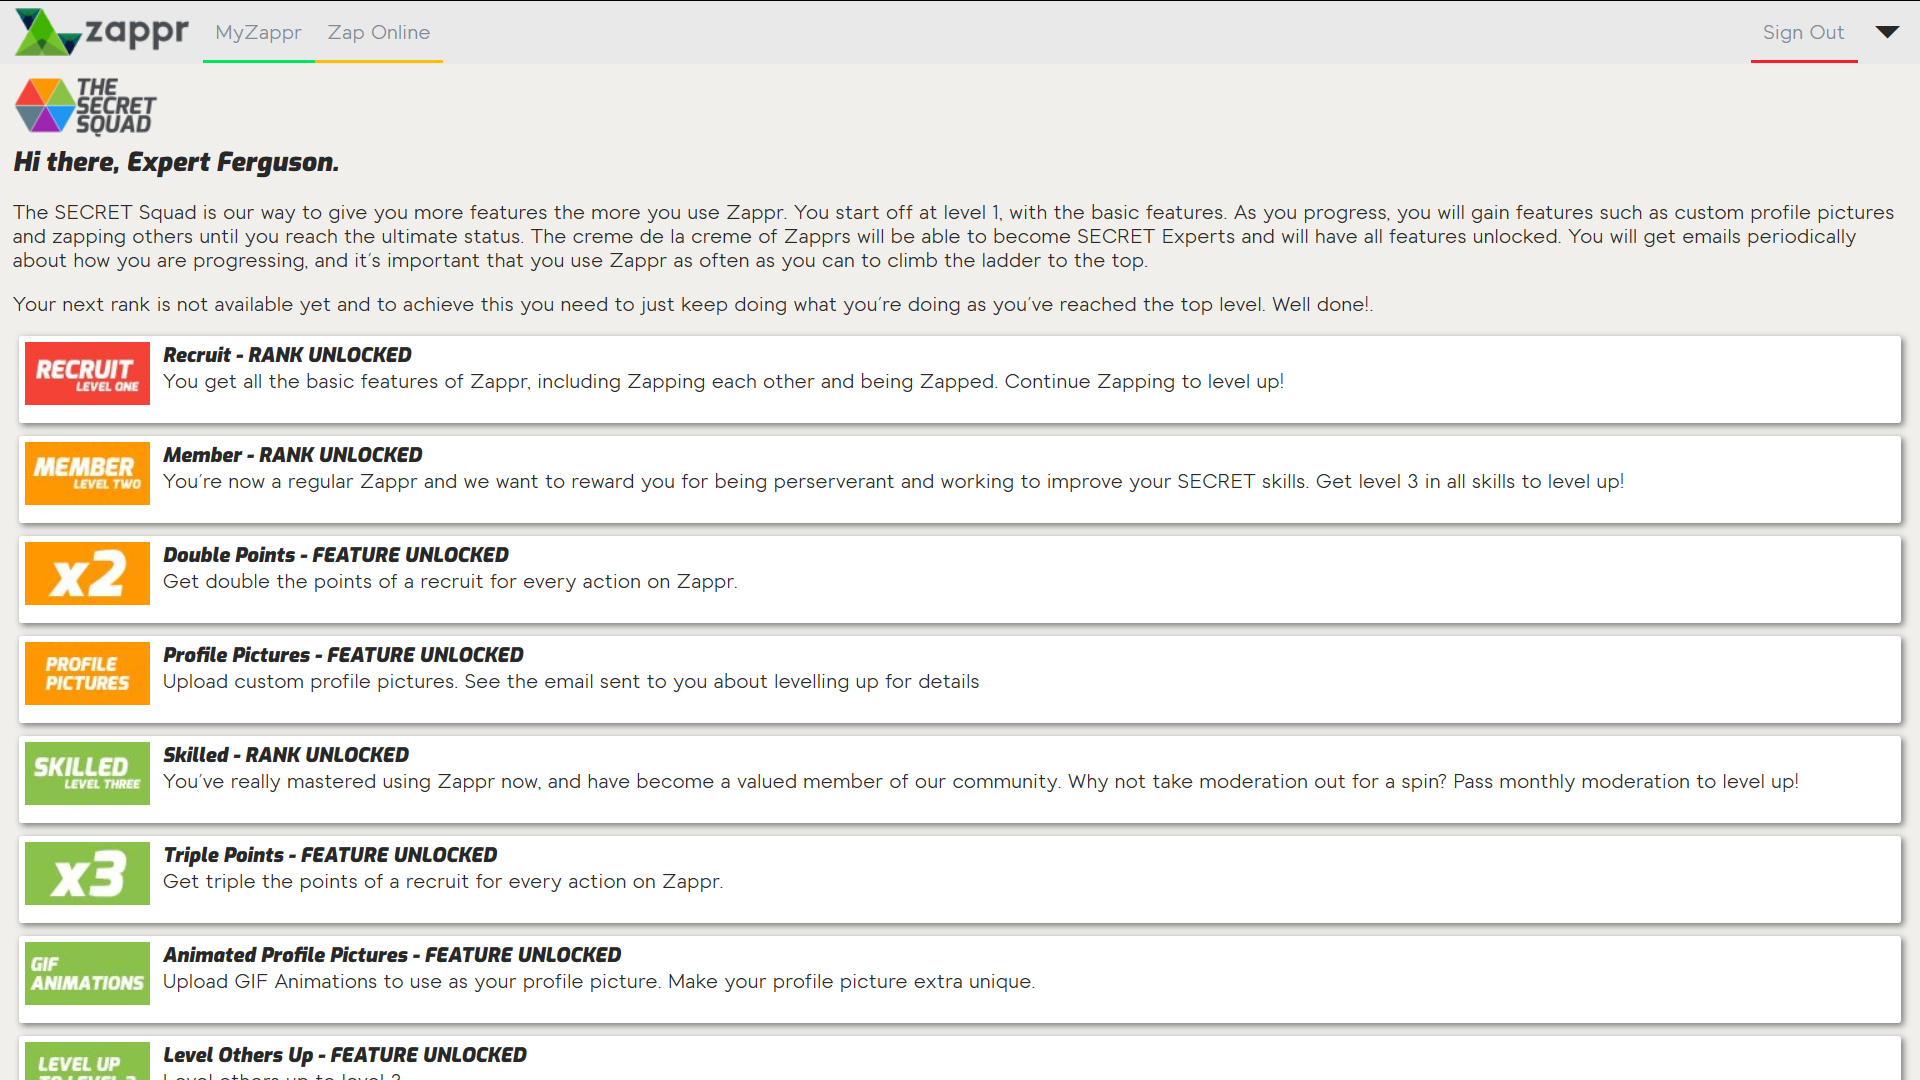 zappr MyZappr Zap Online Sign Out
THE
SECRET
SQUAD
Hi there, Expert Ferguson.
The SECRET Squad is our way to give you more features the more you use Zappr. You start off at level 1, with the basic features. As you progress, you will gain features such as custom profile pictures
and zapping others until you reach the ultimate status. The creme de la creme of Zapprs will be able to become SECRET Experts and will have all features unlocked. You will get emails periodically
about how you are progressing, and it's important that you use Zappr as often as you can to climb the ladder to the top.
Your next rank is not available yet and to achieve this you need to just keep doing what you're doing as you've reached the top level. Well done!.
RECRUIT
LEVEL ONE
Recruit - RANK UNLOCKED
You get all the basic features of Zappr, including Zapping each other and being Zapped. Continue Zapping to level up!
MEMBER
LEVEL TWO
Member - RANK UNLOCKED
You're now a regular Zappr and we want to reward you for being perserverant and working to improve your SECRET skills. Get level 3 in all skills to level up!
x2
Double Points - FEATURE UNLOCKED
Get double the points of a recruit for every action on Zappr.
PROFILE
PICTURES
Profile Pictures - FEATURE UNLOCKED
Upload custom profile pictures. See the email sent to you about levelling up for details
SKILLED
LEVEL THREE
Skilled - RANK UNLOCKED
You've really mastered using Zappr now, and have become a valued member of our community. Why not take moderation out for a spin? Pass monthly moderation to level up!
x3
Triple Points - FEATURE UNLOCKED
Get triple the points of a recruit for every action on Zappr.
GIF
ANIMATIONS
Animated Profile Pictures - FEATURE UNLOCKED
Upload GIF Animations to use as your profile picture. Make your profile picture extra unique.
LEVEL UP
Level Others Up - FEATURE UNLOCKED
Level others up to level